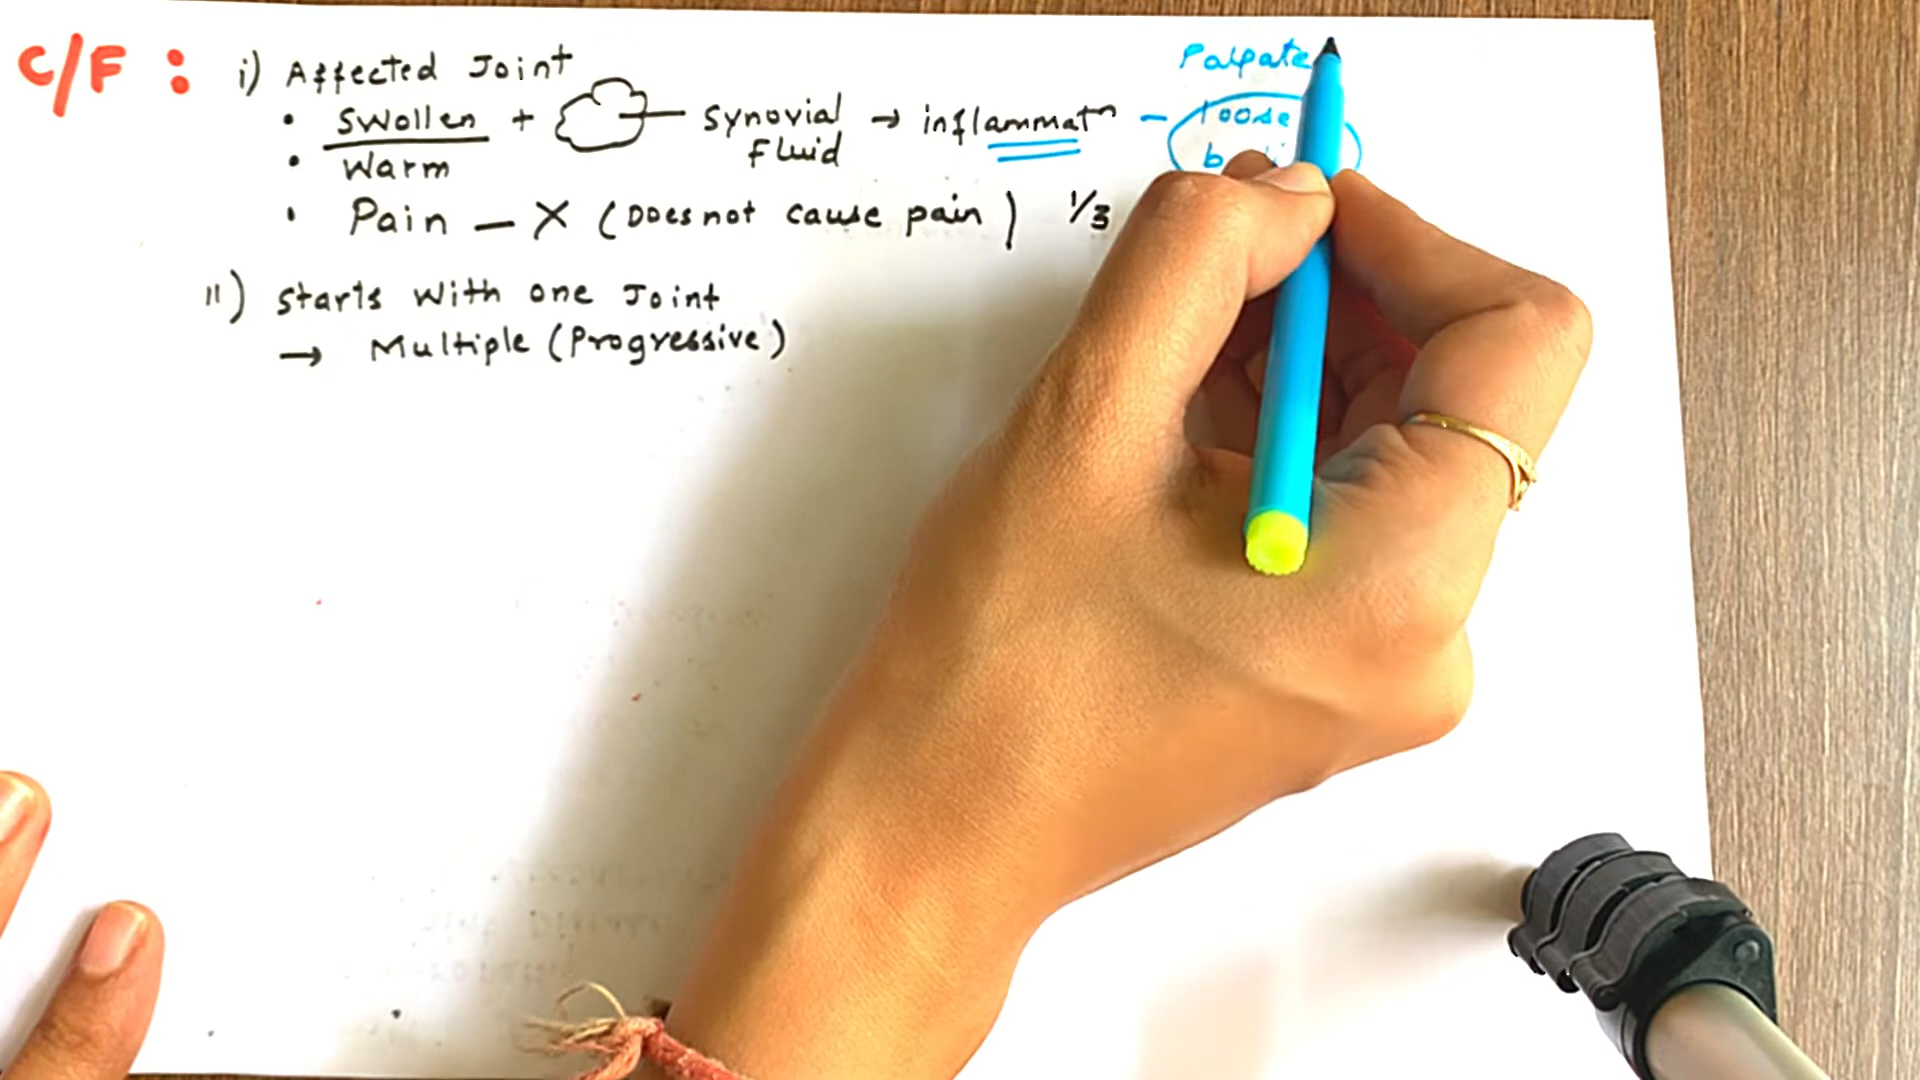 C/F : i) Affected Joint
• Swollen + Synovial Fluid → inflammatⁿ – loose
• Warm
• Pain — X (Does not cause pain) 1/3
Palpate
ii) Starts with one Joint
→ Multiple (Progressive)